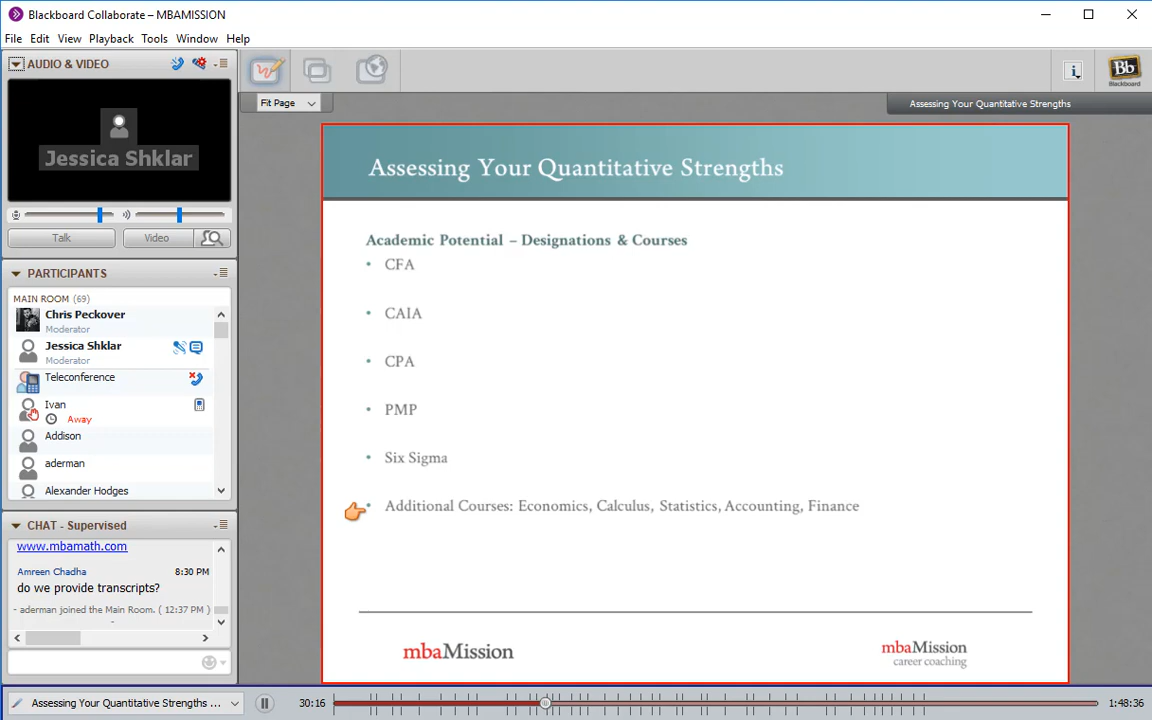 Blackboard Collaborate – MBAMISSION
File Edit View Playback Tools Window Help
AUDIO & VIDEO
Jessica Shklar
Talk
Video
PARTICIPANTS
MAIN ROOM (69)
Chris Peckover
Moderator
Jessica Shklar
Moderator
Teleconference
Ivan
Away
Addison
aderman
Alexander Hodges
CHAT - Supervised
www.mbamath.com
Amreen Chadha 8:30 PM
do we provide transcripts?
- aderman joined the Main Room. ( 12:37 PM )
-
Fit Page
Assessing Your Quantitative Strengths
Bb
Blackboard
Assessing Your Quantitative Strengths
Academic Potential – Designations & Courses
• CFA
• CAIA
• CPA
• PMP
• Six Sigma
• Additional Courses: Economics, Calculus, Statistics, Accounting, Finance
mbaMission
mbaMission
career coaching
Assessing Your Quantitative Strengths ...
30:16
1:48:36